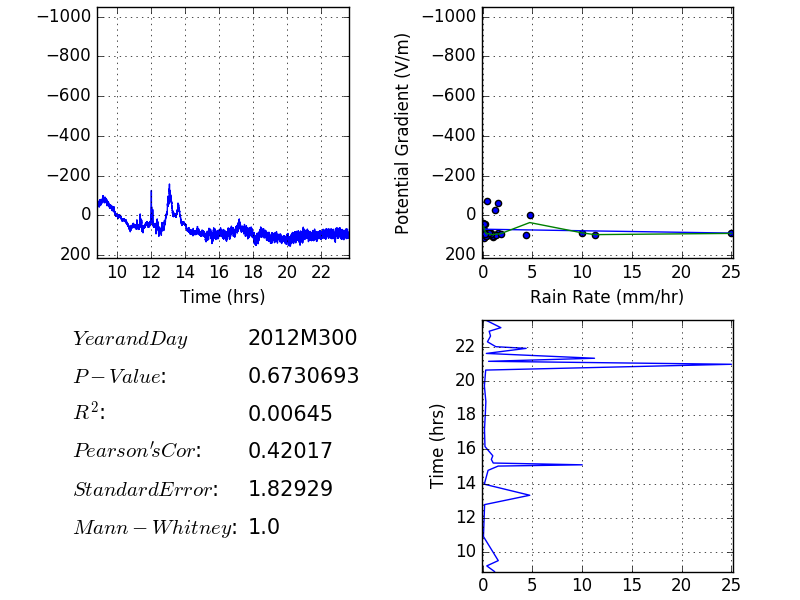 −1000
−800
−600
−400
−200
0
200
10 12 14 16 18 20 22
Time (hrs)
Potential Gradient (V/m)
−1000
−800
−600
−400
−200
0
200
0 5 10 15 20 25
Rain Rate (mm/hr)
YearandDay 2012M300
P − Value: 0.6730693
R²: 0.00645
Pearson'sCor: 0.42017
StandardError: 1.82929
Mann − Whitney: 1.0
Time (hrs)
22
20
18
16
14
12
10
0 5 10 15 20 25